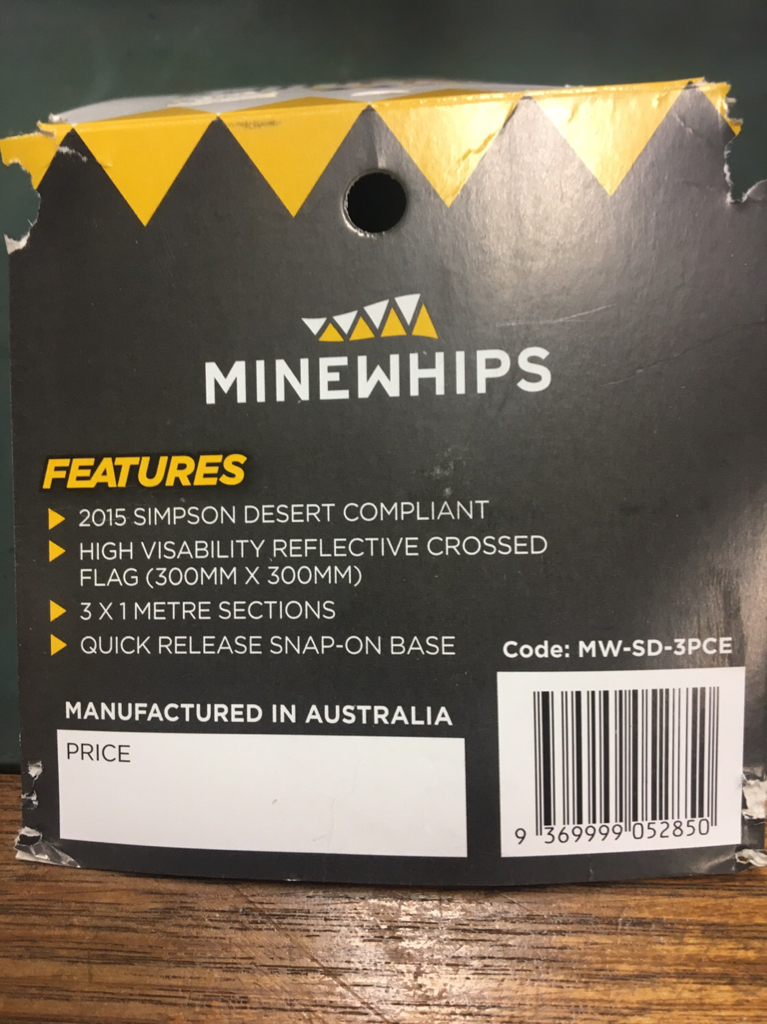 MINEWHIPS
FEATURES
2015 SIMPSON DESERT COMPLIANT
HIGH VISABILITY REFLECTIVE CROSSED
FLAG (300MM X 300MM)
3 X 1 METRE SECTIONS
QUICK RELEASE SNAP-ON BASE
Code: MW-SD-3PCE
MANUFACTURED IN AUSTRALIA
PRICE
9 369999 052850